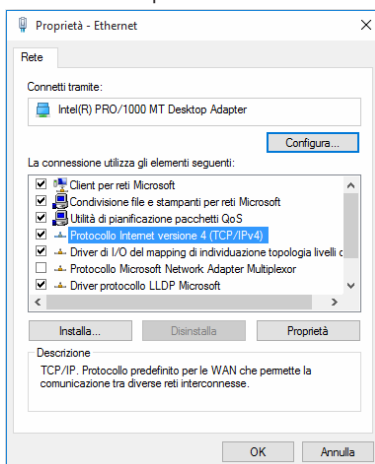 Proprietà - Ethernet
Rete
Connetti tramite:
Intel(R) PRO/1000 MT Desktop Adapter
Configura...
La connessione utilizza gli elementi seguenti:
Client per reti Microsoft
Condivisione file e stampanti per reti Microsoft
Utilità di pianificazione pacchetti QoS
Protocollo Internet versione 4 (TCP/IPv4)
Driver di I/O del mapping di individuazione topologia livelli c
Protocollo Microsoft Network Adapter Multiplexor
Driver protocollo LLDP Microsoft
Installa... Disinstalla Proprietà
Descrizione
TCP/IP. Protocollo predefinito per le WAN che permette la
comunicazione tra diverse reti interconnesse.
OK Annulla